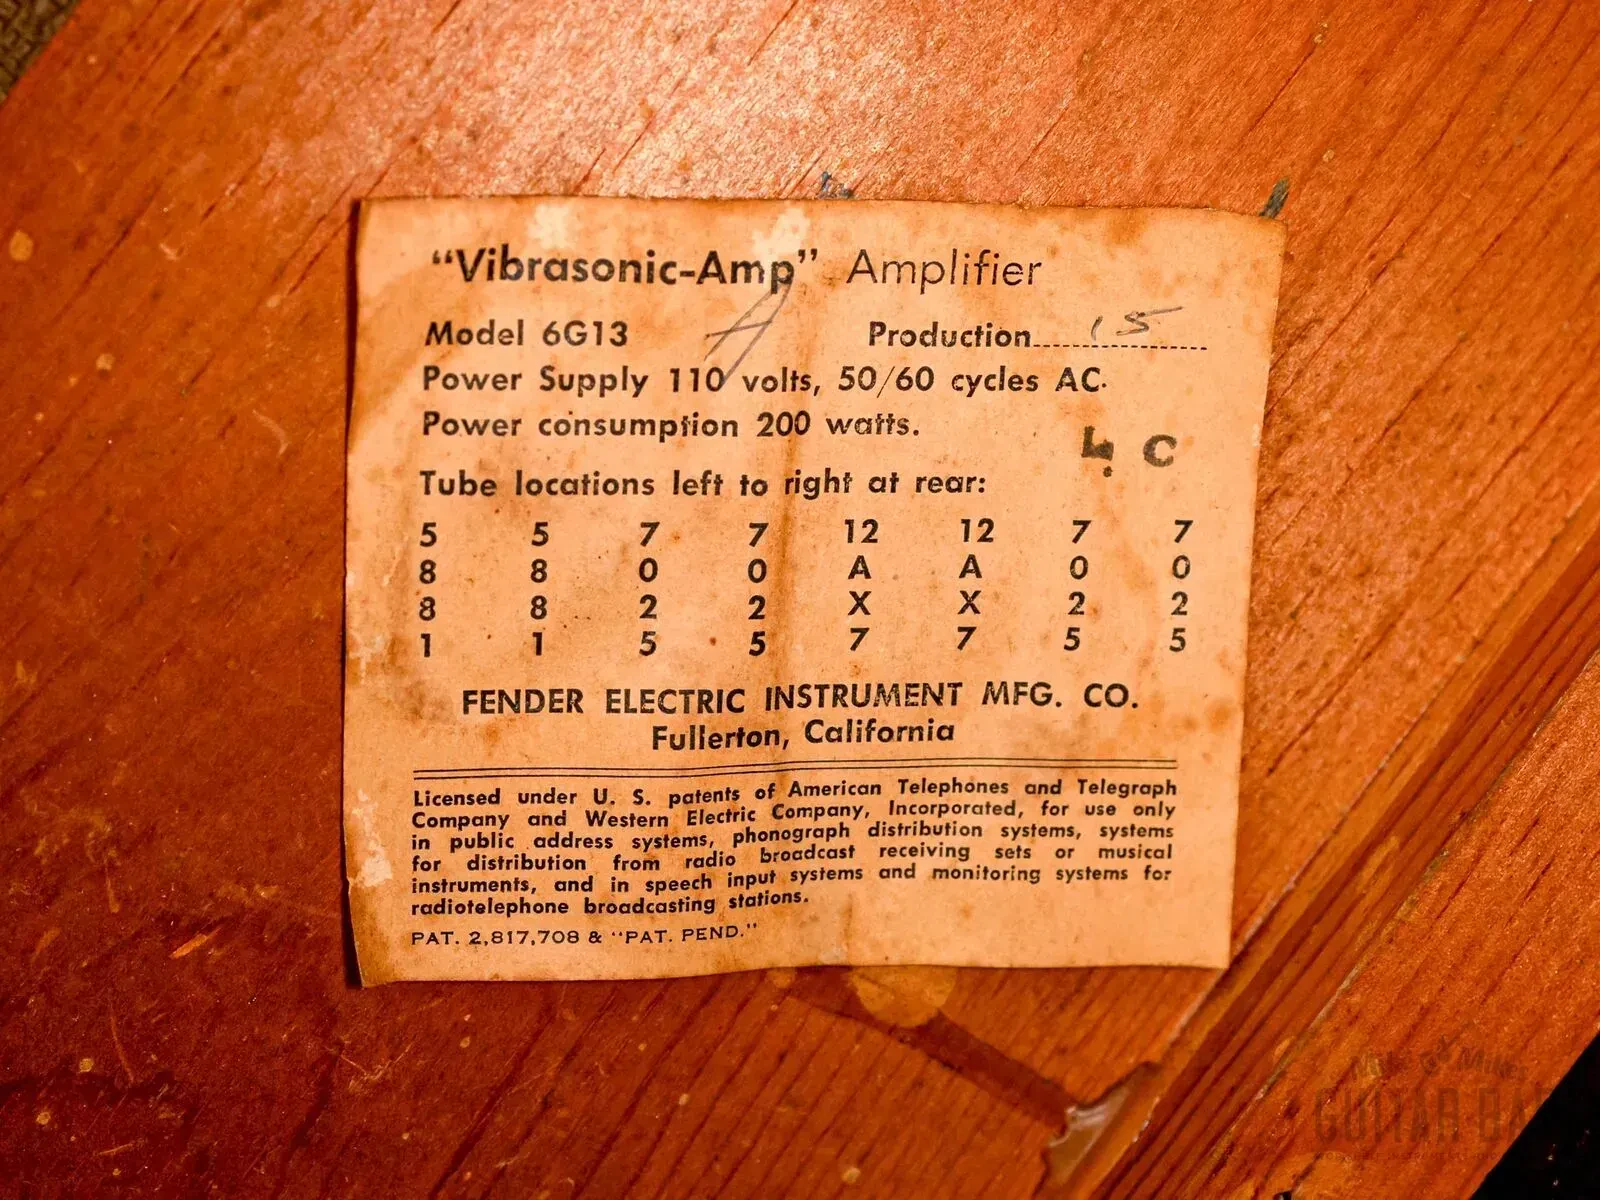 “Vibrasonic-Amp” Amplifier
Model 6G13 A Production 15
Power Supply 110 volts, 50/60 cycles AC.
Power consumption 200 watts.
4 C
Tube locations left to right at rear:
5 5 7 7 12 12 7 7
8 8 0 0 A A 0 0
8 8 2 2 X X 2 2
1 1 5 5 7 7 5 5
FENDER ELECTRIC INSTRUMENT MFG. CO.
Fullerton, California
Licensed under U. S. patents of American Telephones and Telegraph
Company and Western Electric Company, Incorporated, for use only
in public address systems, phonograph distribution systems, systems
for distribution from radio broadcast receiving sets or musical
instruments, and in speech input systems and monitoring systems for
radiotelephone broadcasting stations.
PAT. 2,817,708 & “PAT. PEND.”
Mike & Mike's
GUITAR BAR